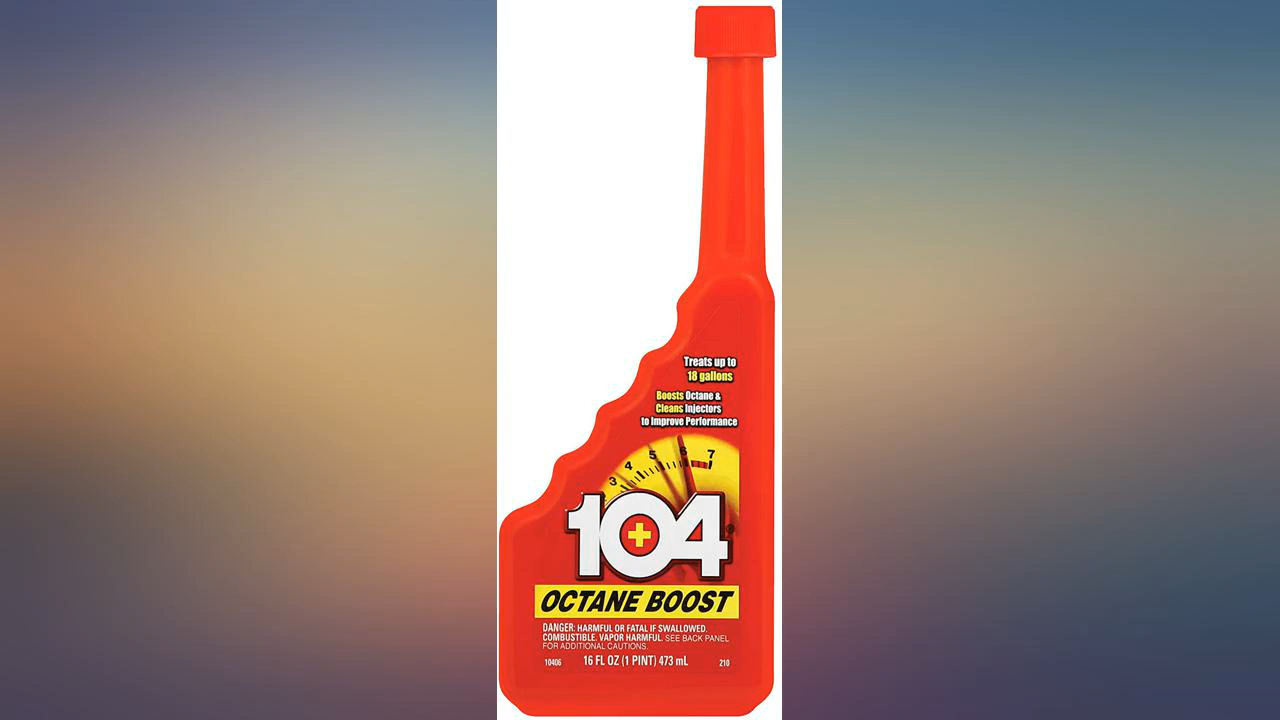 Treats up to
18 gallons
Boosts Octane &
Cleans Injectors
to Improve Performance
3 4 5 6 7
104
OCTANE BOOST
DANGER: HARMFUL OR FATAL IF SWALLOWED.
COMBUSTIBLE. VAPOR HARMFUL. SEE BACK PANEL
FOR ADDITIONAL CAUTIONS.
10406 16 FL OZ (1 PINT) 473 mL 210